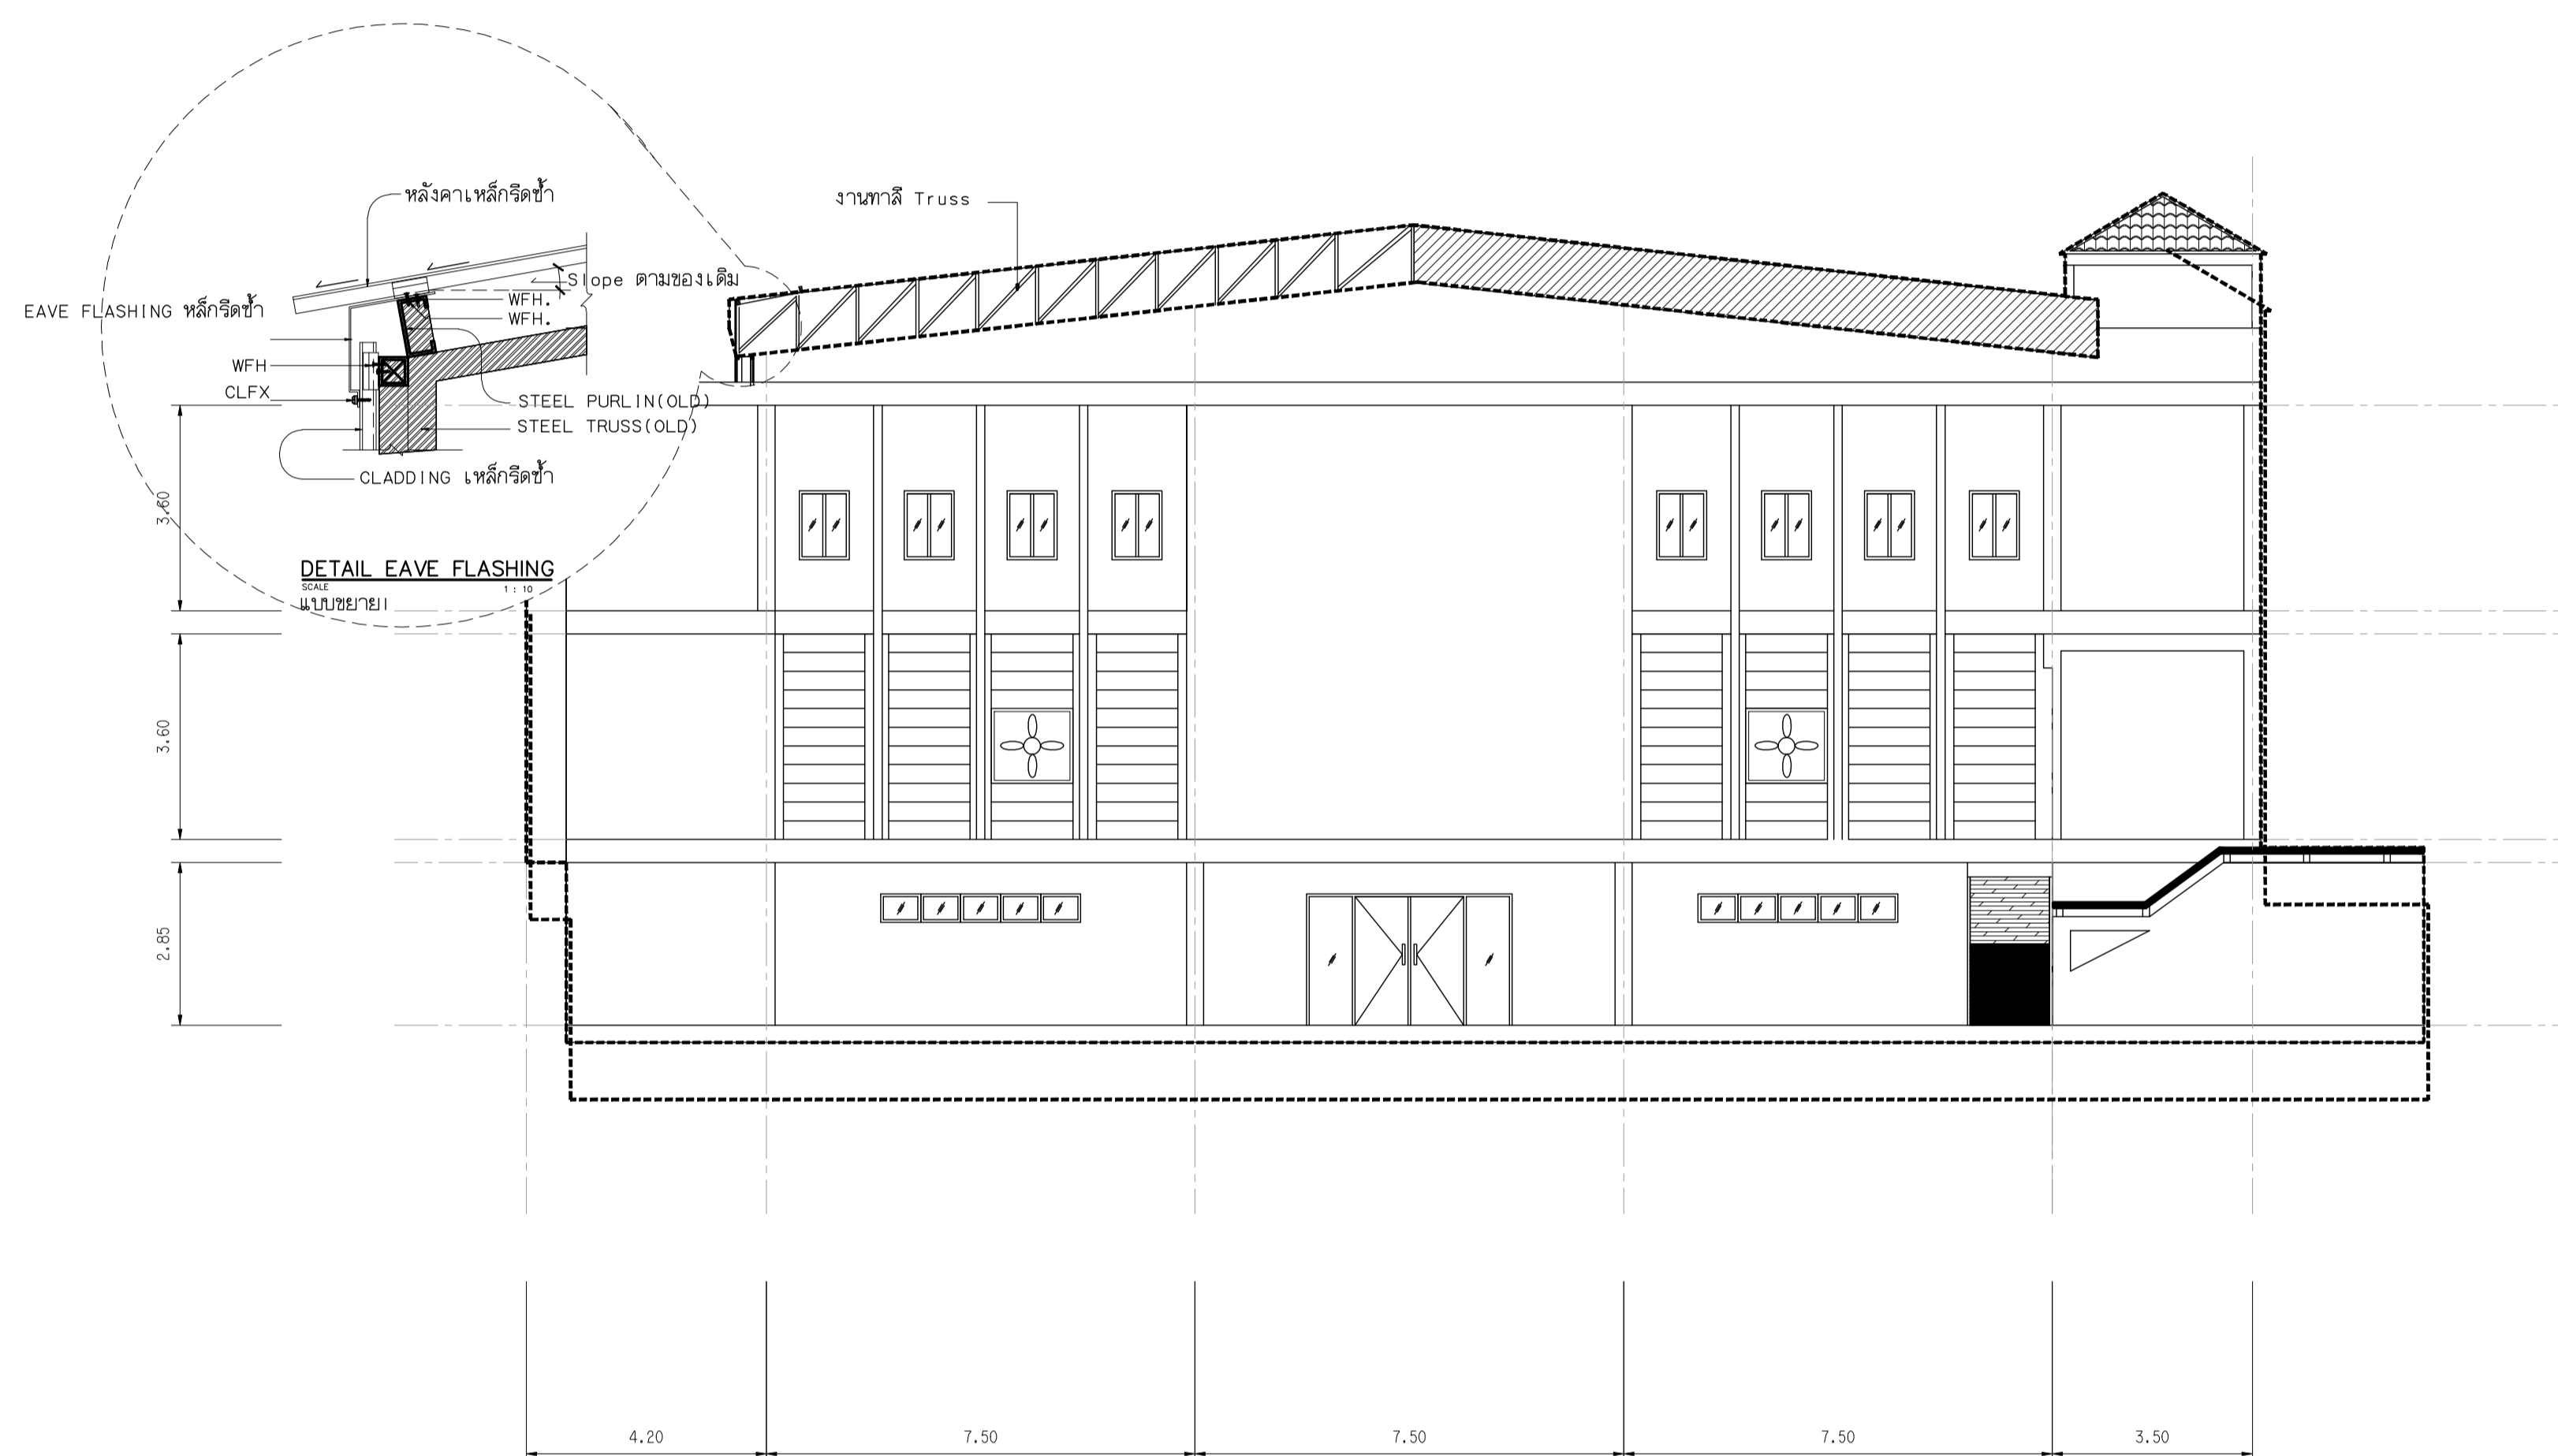 หลังคาเหล็กรีดซ้ำ
งานทาสี Truss
Slope ตามของเดิม
WFH.
EAVE FLASHING หล็กรีดซ้ำ
WFH.
WFH
CLFX
STEEL PURLIN(OLD)
STEEL TRUSS(OLD)
CLADDING เหล็กรีดซ้ำ
3.60
DETAIL EAVE FLASHING
SCALE 1 : 10
แบบขยาย1
3.60
2.85
4.20 7.50 7.50 7.50 3.50